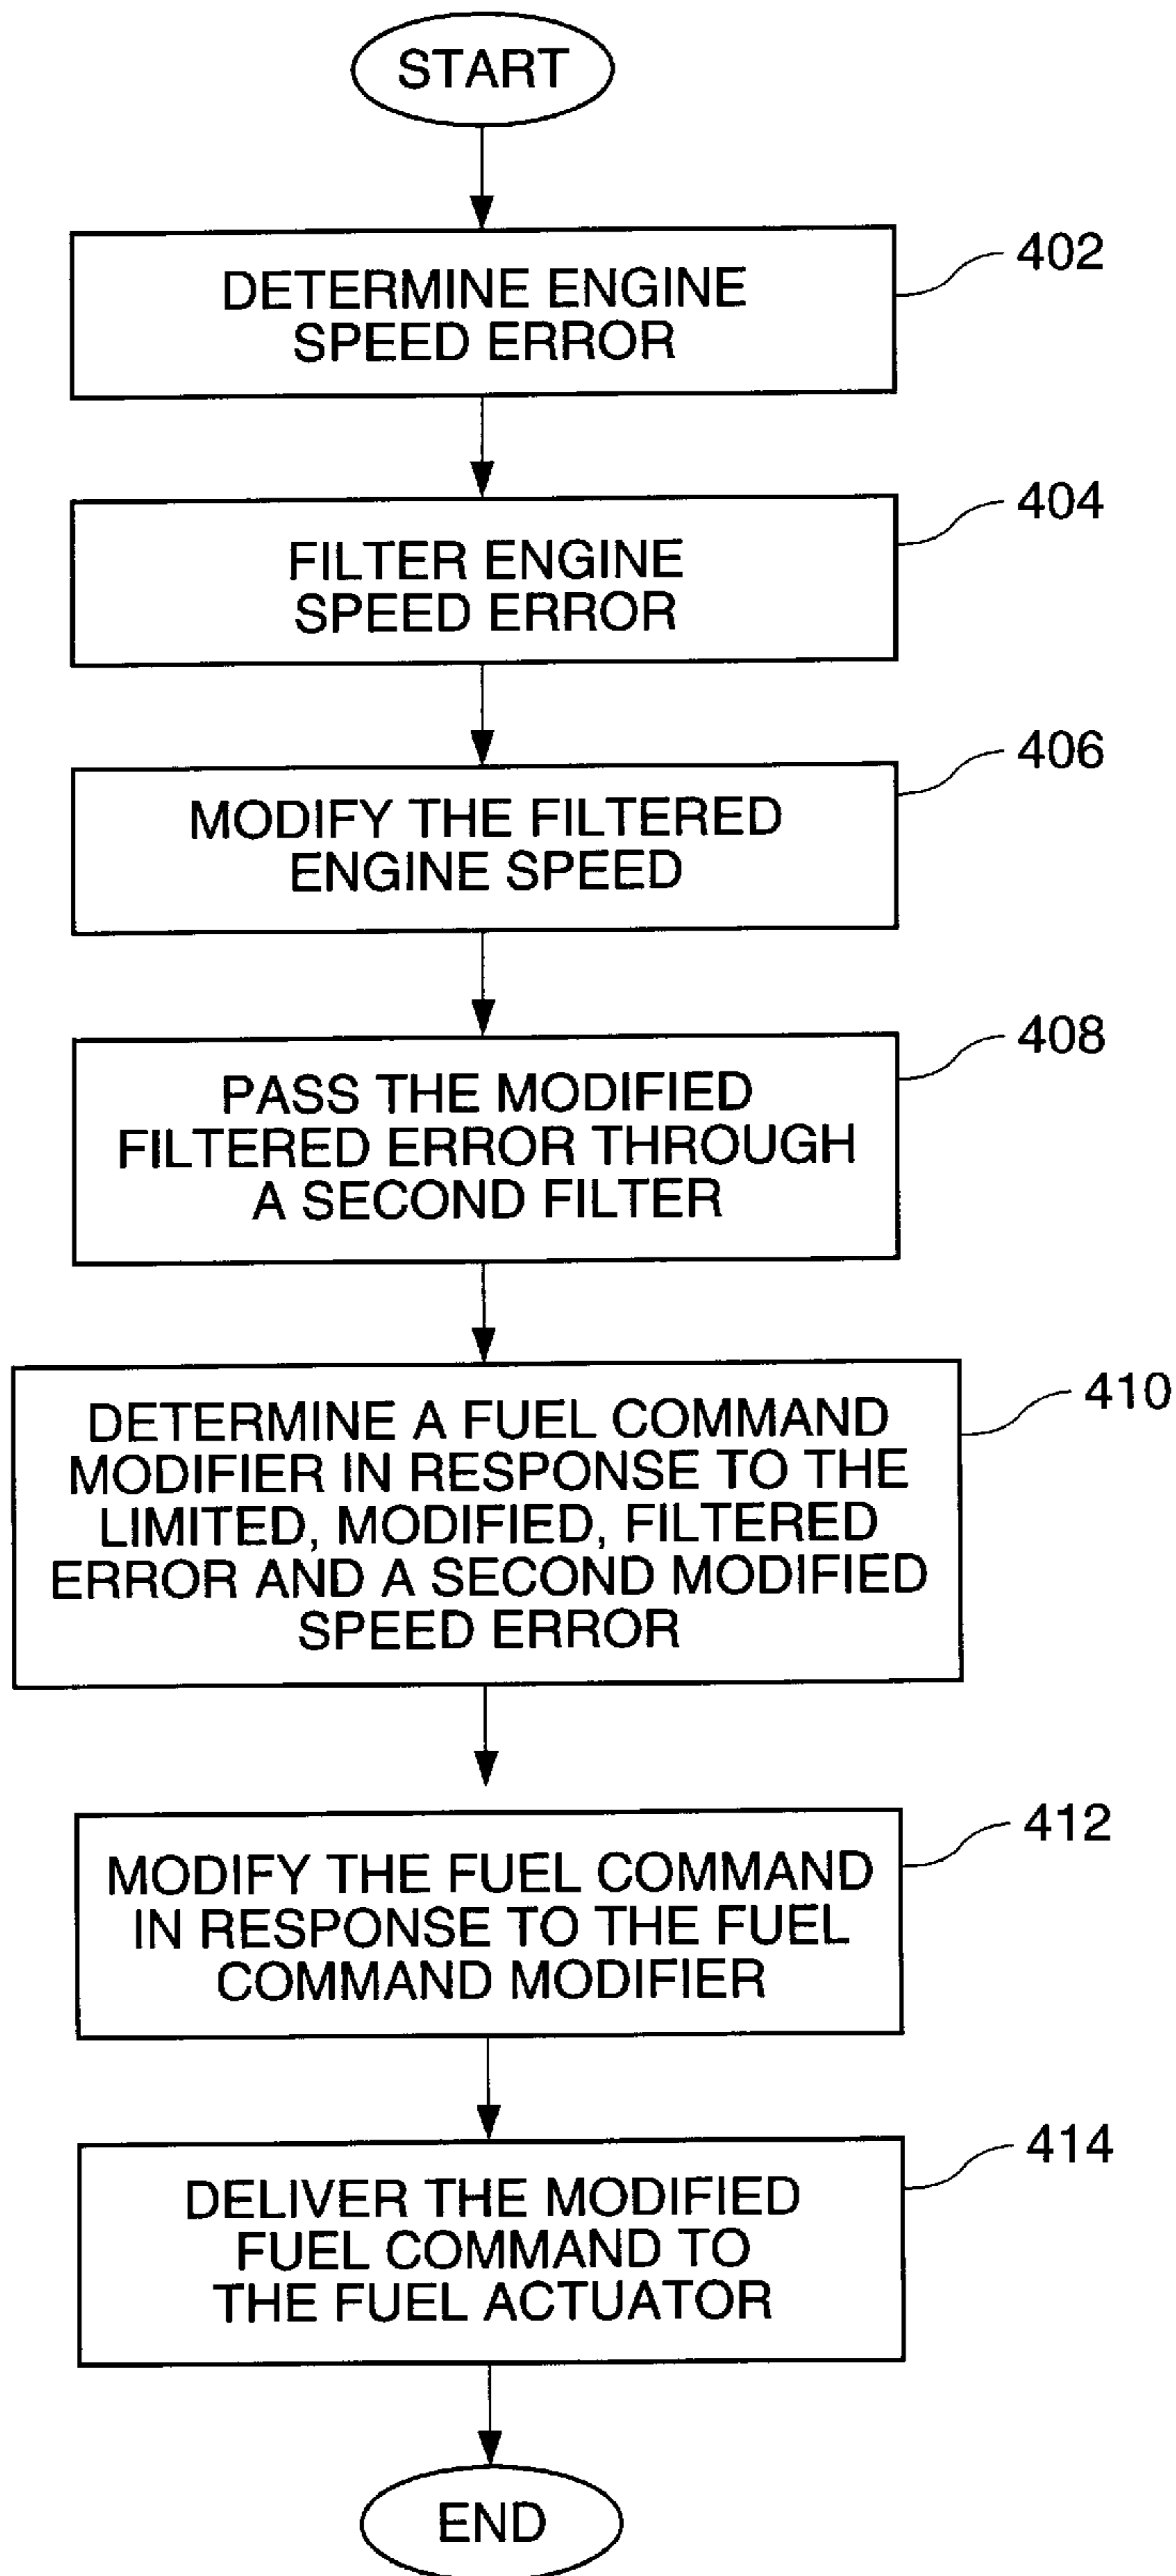 START
402
DETERMINE ENGINE
SPEED ERROR
404
FILTER ENGINE
SPEED ERROR
406
MODIFY THE FILTERED
ENGINE SPEED
408
PASS THE MODIFIED
FILTERED ERROR THROUGH
A SECOND FILTER
410
DETERMINE A FUEL COMMAND
MODIFIER IN RESPONSE TO THE
LIMITED, MODIFIED, FILTERED
ERROR AND A SECOND MODIFIED
SPEED ERROR
412
MODIFY THE FUEL COMMAND
IN RESPONSE TO THE FUEL
COMMAND MODIFIER
414
DELIVER THE MODIFIED
FUEL COMMAND TO
THE FUEL ACTUATOR
END